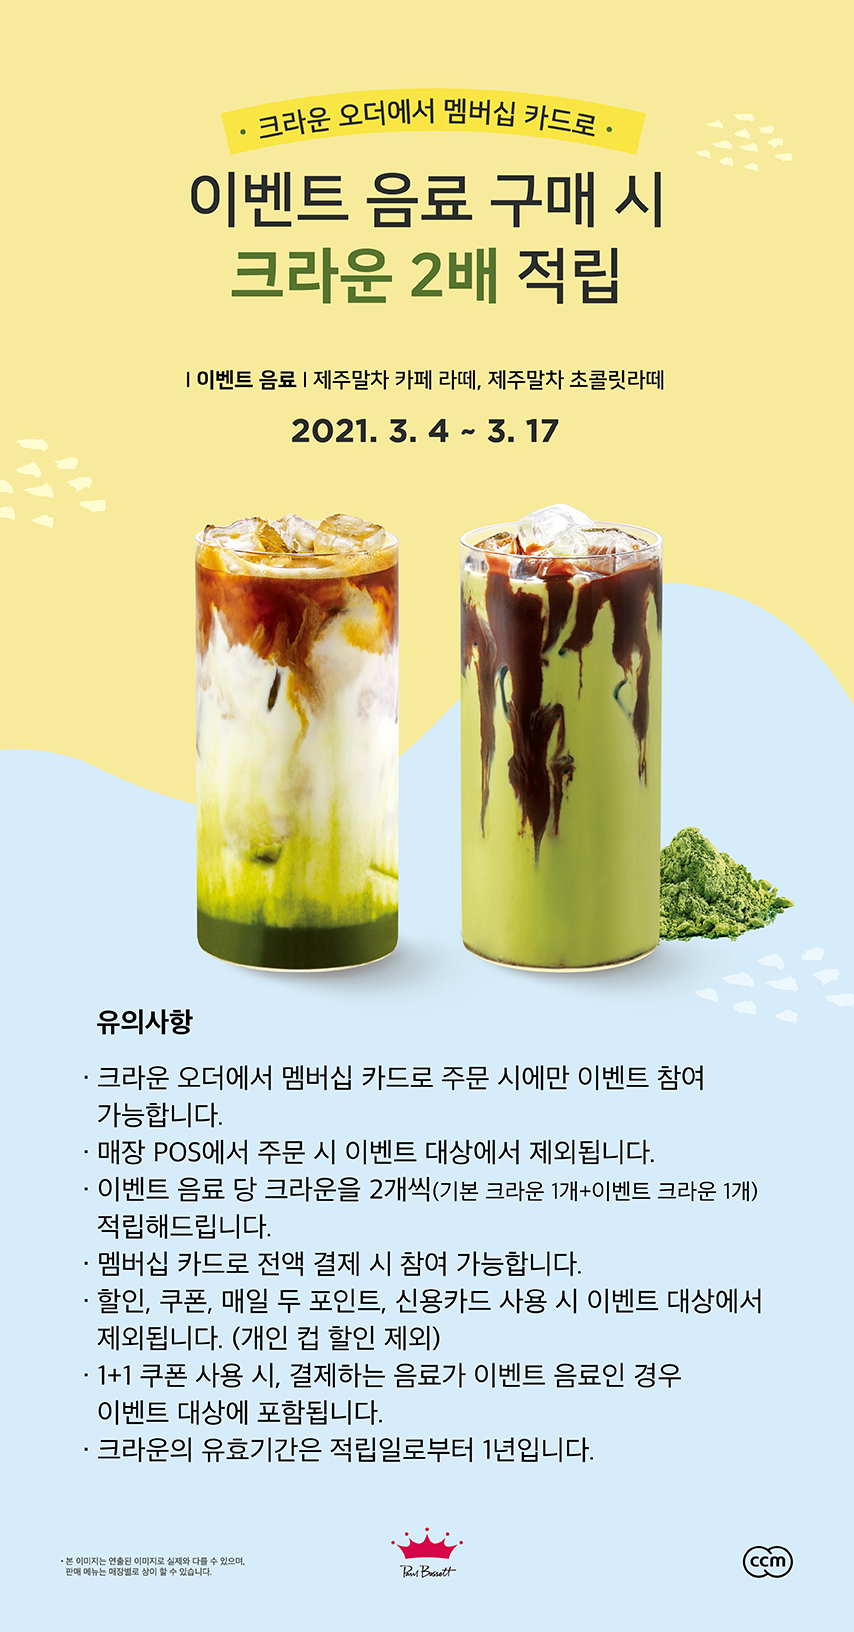 · 크라운 오더에서 멤버십 카드로 ·
이벤트 음료 구매 시
크라운 2배 적립
I 이벤트 음료 I 제주말차 카페 라떼, 제주말차 초콜릿라떼
2021. 3. 4 ~ 3. 17
유의사항
· 크라운 오더에서 멤버십 카드로 주문 시에만 이벤트 참여
가능합니다.
· 매장 POS에서 주문 시 이벤트 대상에서 제외됩니다.
· 이벤트 음료 당 크라운을 2개씩(기본 크라운 1개+이벤트 크라운 1개)
적립해드립니다.
· 멤버십 카드로 전액 결제 시 참여 가능합니다.
· 할인, 쿠폰, 매일 두 포인트, 신용카드 사용 시 이벤트 대상에서
제외됩니다. (개인 컵 할인 제외)
· 1+1 쿠폰 사용 시, 결제하는 음료가 이벤트 음료인 경우
이벤트 대상에 포함됩니다.
· 크라운의 유효기간은 적립일로부터 1년입니다.
· 본 이미지는 연출된 이미지로 실제와 다를 수 있으며,
판매 메뉴는 매장별로 상이 할 수 있습니다.
Paul Bassett
ccm